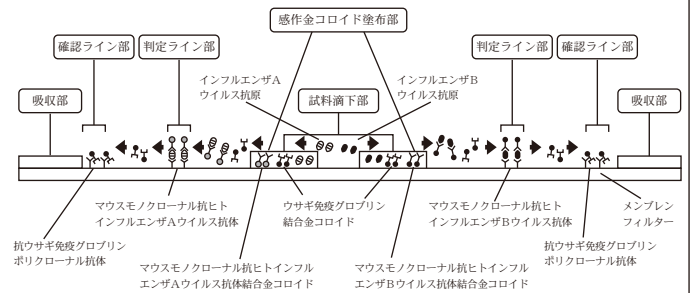 感作金コロイド塗布部
確認ライン部
判定ライン部
判定ライン部
確認ライン部
インフルエンザA
ウイルス抗原
インフルエンザB
ウイルス抗原
吸収部
試料滴下部
吸収部
マウスモノクローナル抗ヒト
インフルエンザAウイルス抗体
ウサギ免疫グロブリン
結合金コロイド
マウスモノクローナル抗ヒト
インフルエンザBウイルス抗体
メンブレン
フィルター
抗ウサギ免疫グロブリン
ポリクローナル抗体
抗ウサギ免疫グロブリン
ポリクローナル抗体
マウスモノクローナル抗ヒトインフル
エンザAウイルス抗体結合金コロイド
マウスモノクローナル抗ヒトインフル
エンザBウイルス抗体結合金コロイド